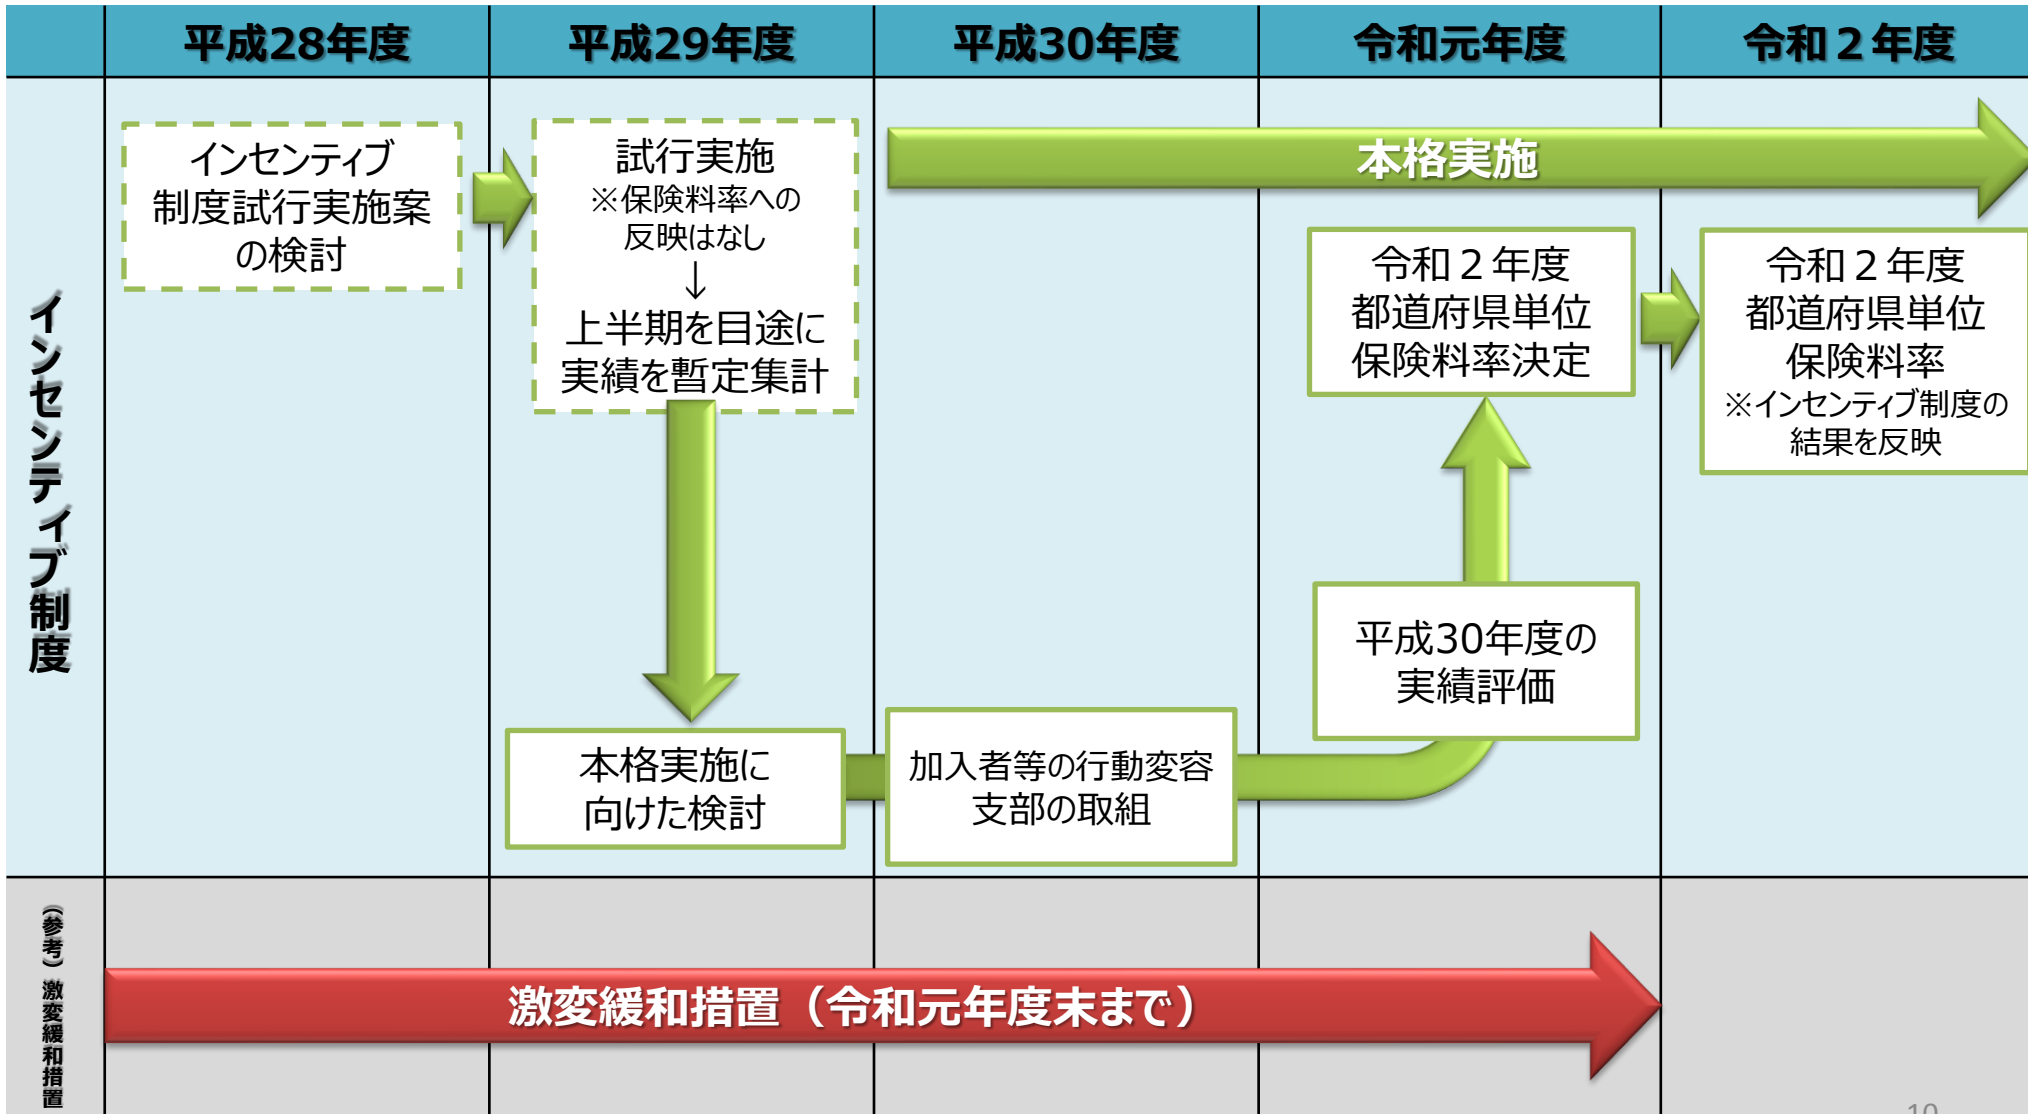 平成28年度
平成29年度
平成30年度
令和元年度
令和２年度
インセンティブ制度
インセンティブ
制度試行実施案
の検討
試行実施
※保険料率への
反映はなし
↓
上半期を目途に
実績を暫定集計
本格実施に
向けた検討
本格実施
加入者等の行動変容
支部の取組
令和２年度
都道府県単位
保険料率決定
平成30年度の
実績評価
令和２年度
都道府県単位
保険料率
※インセンティブ制度の
結果を反映
（参考）激変緩和措置
激変緩和措置（令和元年度末まで）
10